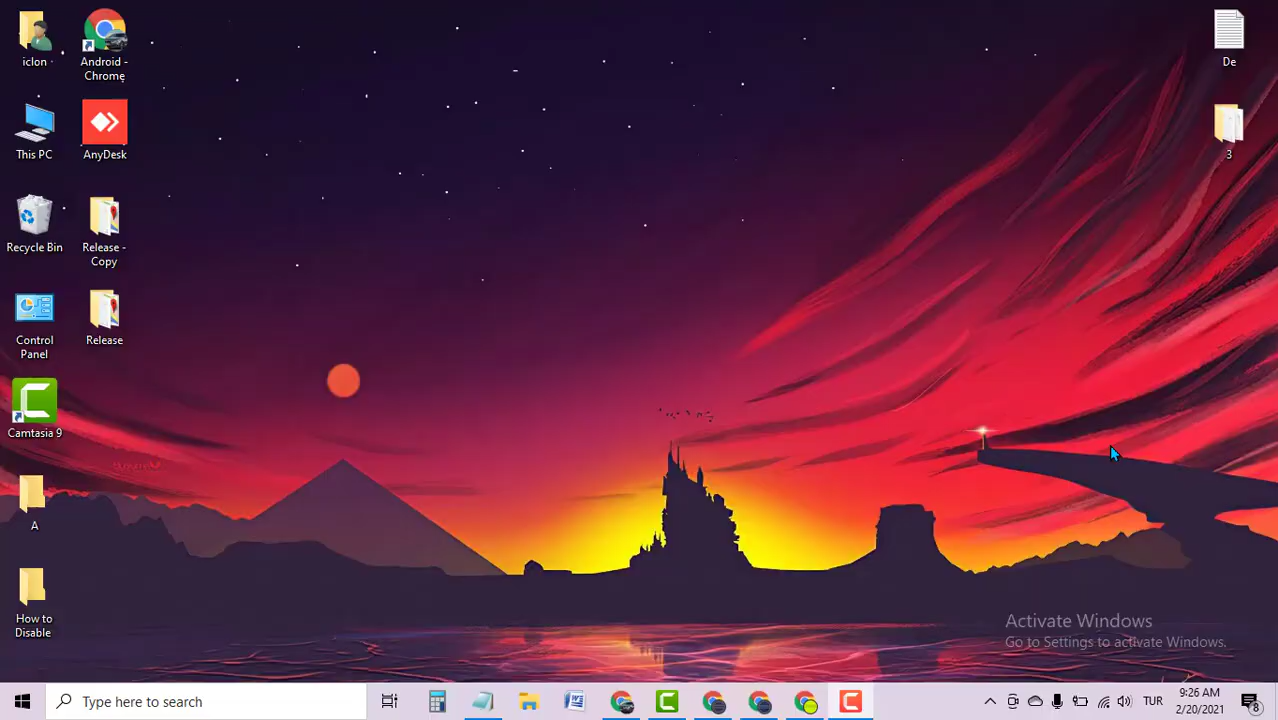 iclon
Android -
Chrome
De
This PC
AnyDesk
3
Recycle Bin
Release -
Copy
Control
Panel
Release
Camtasia 9
A
How to
Disable
Activate Windows
Go to Settings to activate Windows.
Type here to search
TUR
9:26 AM
2/20/2021
8